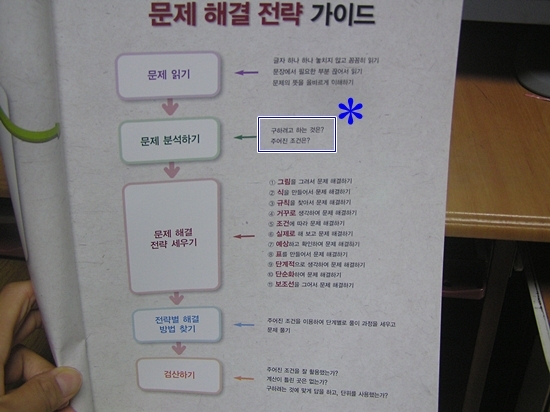 문제 해결 전략 가이드
문제 읽기
글자 하나 하나 놓치지 않고 꼼꼼히 읽기
문장에서 필요한 부분 끊어서 읽기
문제의 뜻을 올바르게 이해하기
문제 분석하기
구하려고 하는 것은?
주어진 조건은?
*
문제 해결
전략 세우기
① 그림을 그려서 문제 해결하기
② 식을 만들어서 문제 해결하기
③ 규칙을 찾아서 문제 해결하기
④ 거꾸로 생각하여 문제 해결하기
⑤ 조건에 따라 문제 해결하기
⑥ 실제로 해 보고 문제 해결하기
⑦ 예상하고 확인하여 문제 해결하기
⑧ 표를 만들어서 문제 해결하기
⑨ 단계적으로 생각하여 문제 해결하기
⑩ 단순화하여 문제 해결하기
⑪ 보조선을 그어서 문제 해결하기
전략별 해결
방법 찾기
주어진 조건을 이용하여 단계별로 풀이 과정을 세우고
문제 풀기
검산하기
주어진 조건을 잘 활용했는가?
계산이 틀린 곳은 없는가?
구하려는 것에 맞게 답을 하고, 단위를 사용했는가?